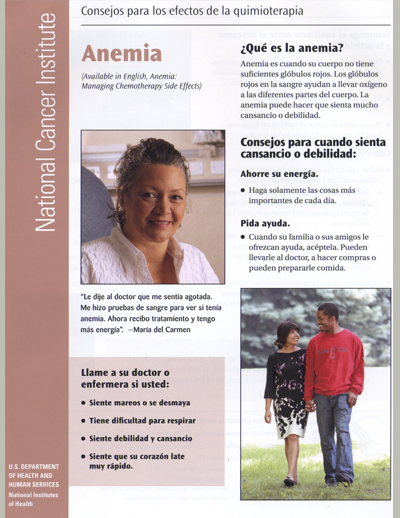 Consejos para los efectos de la quimioterapia
National Cancer Institute
Anemia
(Available in English, Anemia:
Managing Chemotherapy Side Effects)
"Le dije al doctor que me sentía agotada.
Me hizo pruebas de sangre para ver si tenía
anemia. Ahora recibo tratamiento y tengo
más energía". —María del Carmen
Llame a su doctor o
enfermera si usted:
• Siente mareos o se desmaya
• Tiene dificultad para respirar
• Siente debilidad y cansancio
• Siente que su corazón late
muy rápido.
¿Qué es la anemia?
Anemia es cuando su cuerpo no tiene
suficientes glóbulos rojos. Los glóbulos
rojos en la sangre ayudan a llevar oxígeno
a las diferentes partes del cuerpo. La
anemia puede hacer que sienta mucho
cansancio o debilidad.
Consejos para cuando sienta
cansancio o debilidad:
Ahorre su energía.
• Haga solamente las cosas más
importantes de cada día.
Pida ayuda.
• Cuando su familia o sus amigos le
ofrezcan ayuda, acéptela. Pueden
llevarle al doctor, a hacer compras o
pueden prepararle comida.
U.S. DEPARTMENT
OF HEALTH AND
HUMAN SERVICES
National Institutes
of Health